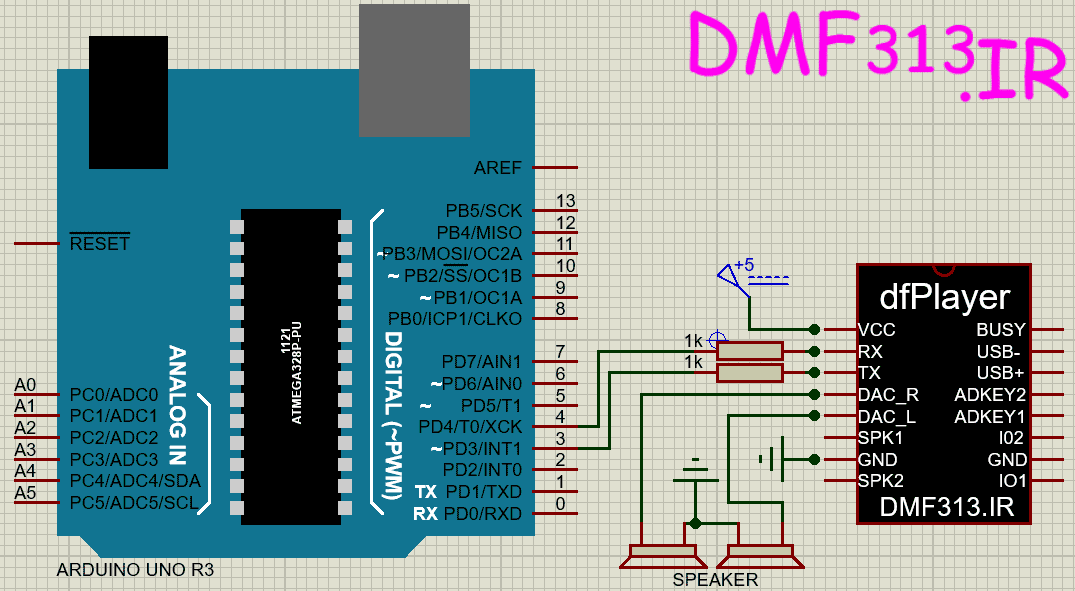 DMF313
.IR
AREF
13
PB5/SCK
12
PB4/MISO
11
~PB3/MOSI/OC2A
10
~ PB2/SS/OC1B
9
~ PB1/OC1A
8
PB0/ICP1/CLKO
7
PD7/AIN1
6
~PD6/AIN0
5
~ PD5/T1
4
PD4/T0/XCK
3
~PD3/INT1
2
PD2/INT0
1
TX PD1/TXD
0
RX PD0/RXD
RESET
1121
ATMEGA328P-PU
DIGITAL (~PWM)
ANALOG IN
A0
PC0/ADC0
A1
PC1/ADC1
A2
PC2/ADC2
A3
PC3/ADC3
A4
PC4/ADC4/SDA
A5
PC5/ADC5/SCL
ARDUINO UNO R3
+5
1k
1k
SPEAKER
dfPlayer
VCC BUSY
RX USB-
TX USB+
DAC_R ADKEY2
DAC_L ADKEY1
SPK1 IO2
GND GND
SPK2 IO1
DMF313.IR